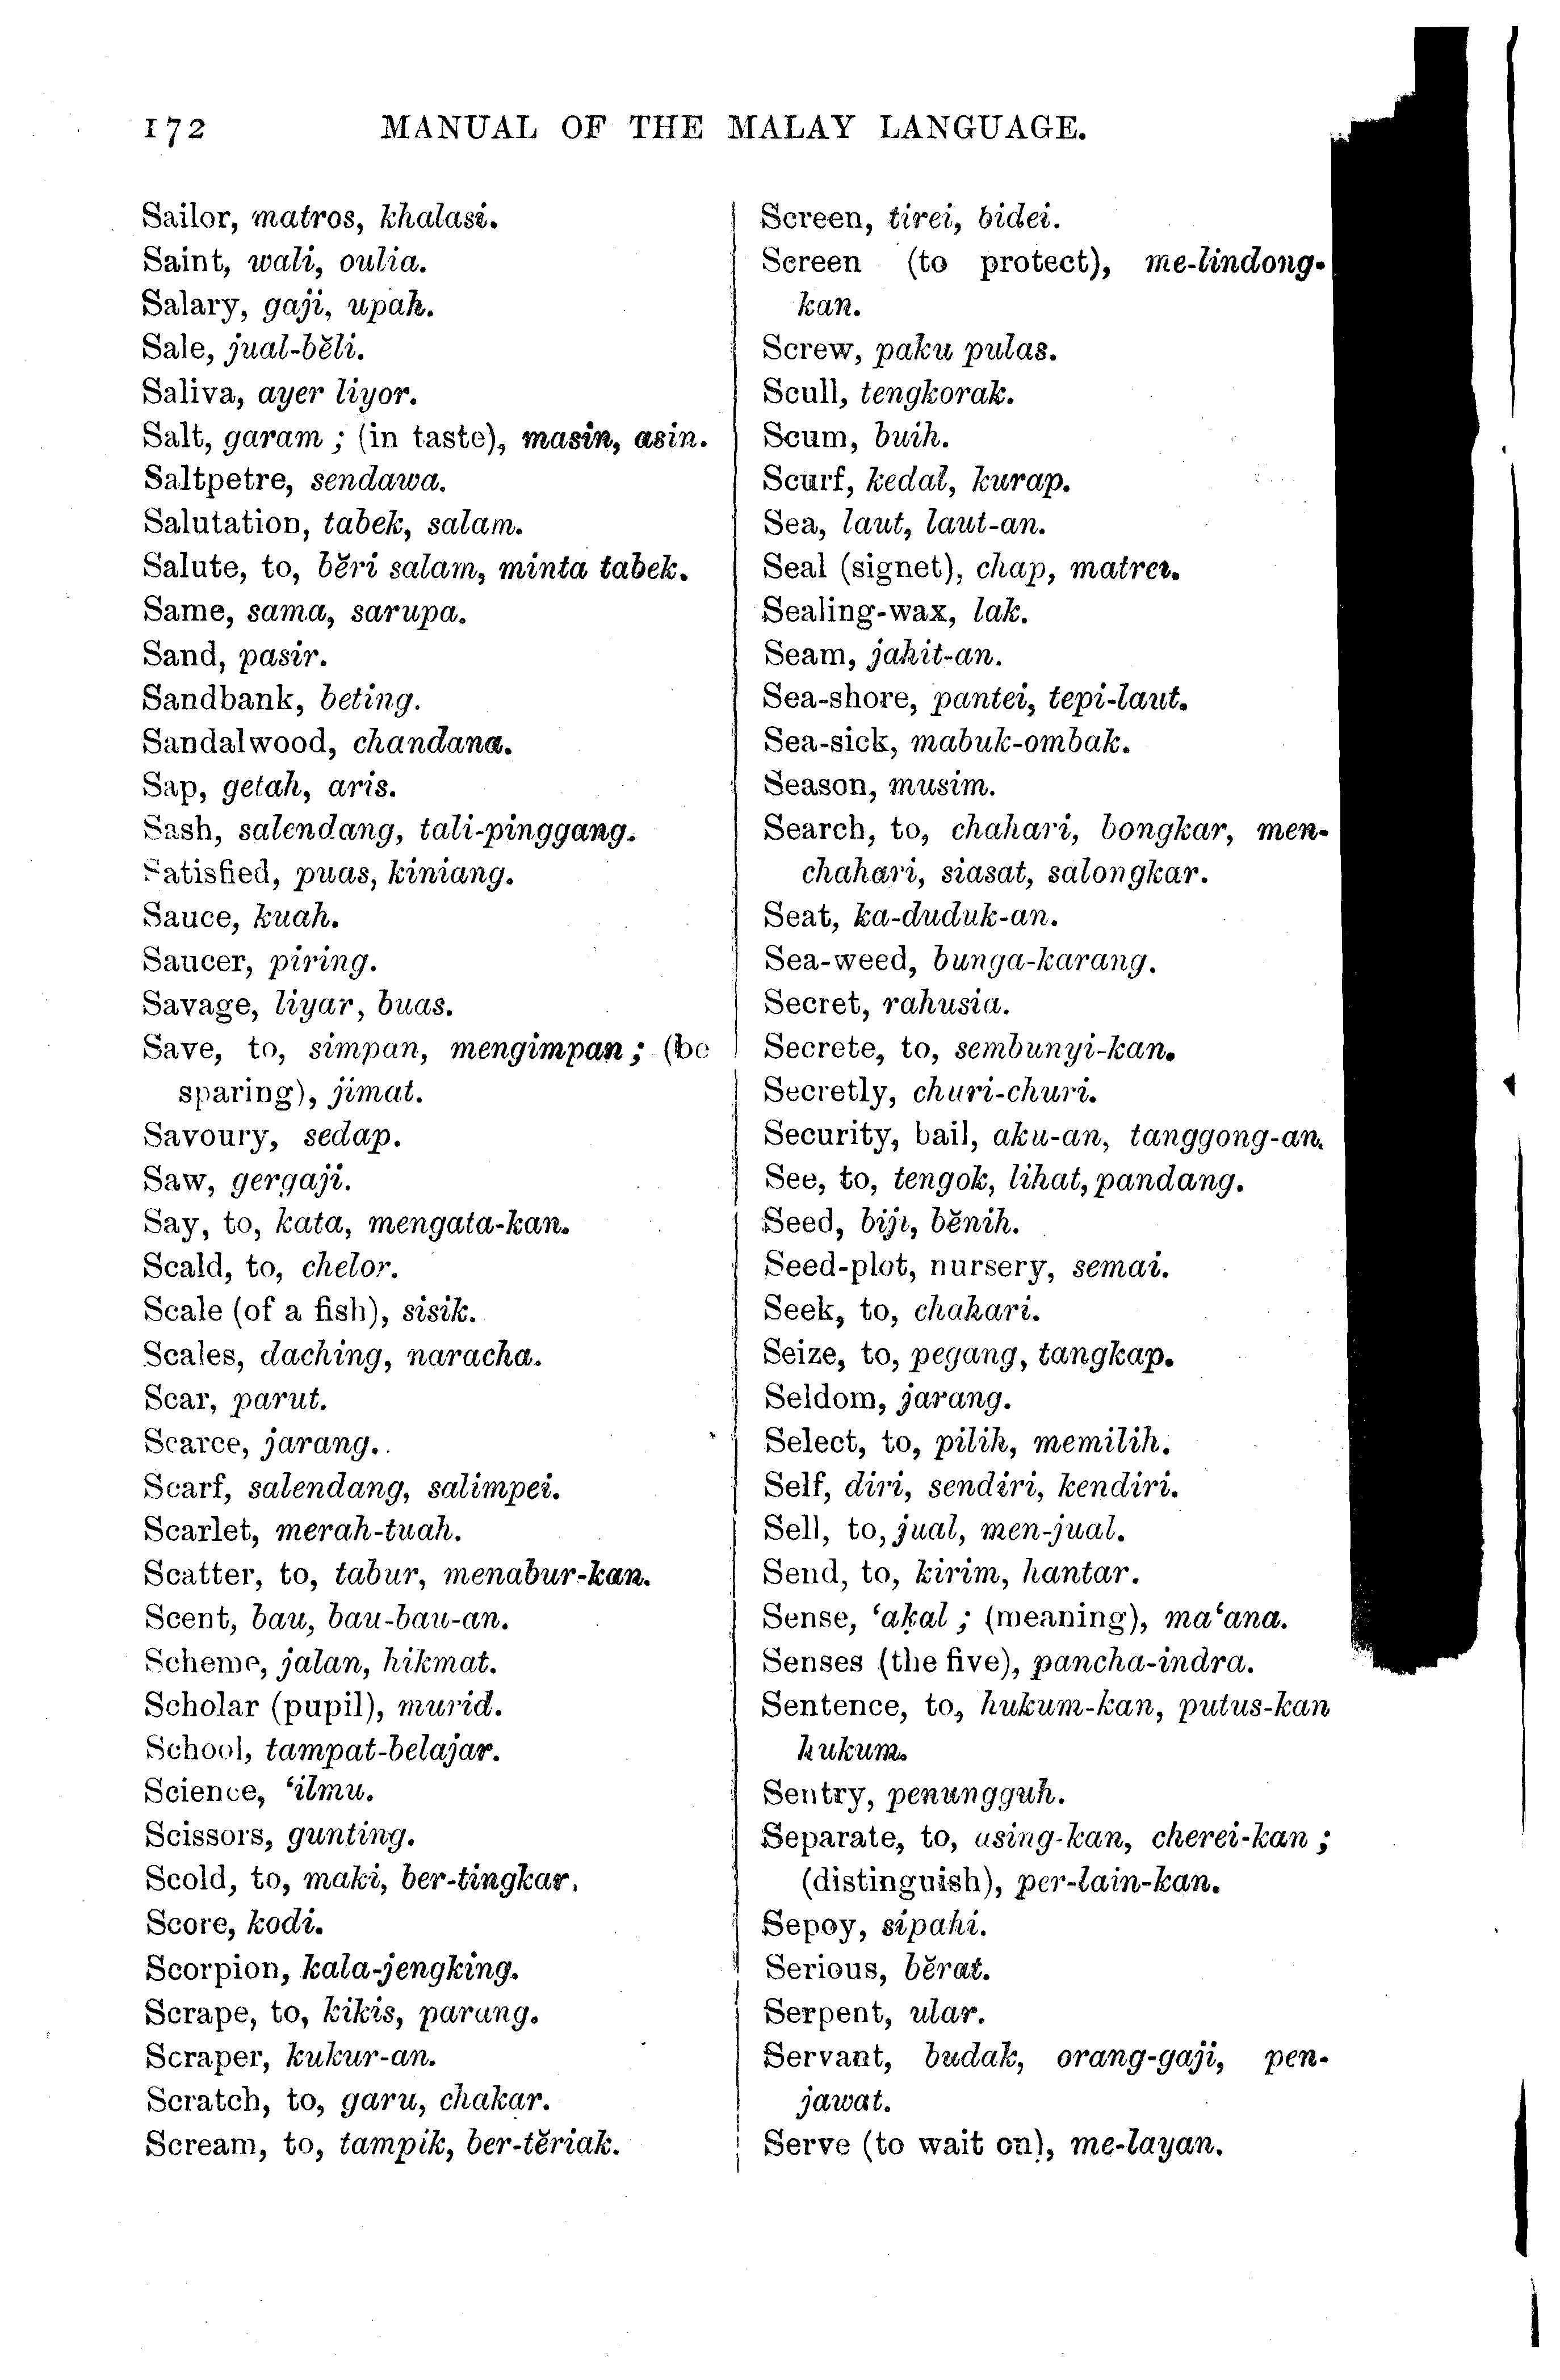 172 MANUAL OF THE MALAY LANGUAGE.
Sailor, matros, khalasi.
Saint, wali, oulia.
Salary, gaji, upah.
Sale, jual-bĕli.
Saliva, ayer liyor.
Salt, garam ; (in taste), masin, asin.
Saltpetre, sendawa.
Salutation, tabek, salam.
Salute, to, bĕri salam, minta tabek.
Same, sama, sarupa.
Sand, pasir.
Sandbank, beting.
Sandalwood, chandana.
Sap, getah, aris.
Sash, salendang, tali-pinggang.
Satisfied, puas, kiniang.
Sauce, kuah.
Saucer, piring.
Savage, liyar, buas.
Save, to, simpan, mengimpan ; (be
sparing), jimat.
Savoury, sedap.
Saw, gergaji.
Say, to, kata, mengata-kan.
Scald, to, chelor.
Scale (of a fish), sisik.
Scales, daching, naracha.
Scar, parut.
Scarce, jarang.
Scarf, salendang, salimpei.
Scarlet, merah-tuah.
Scatter, to, tabur, menabur-kan.
Scent, bau, bau-bau-an.
Scheme, jalan, hikmat.
Scholar (pupil), murid.
School, tampat-belajar.
Science, ‘ilmu.
Scissors, gunting.
Scold, to, maki, ber-tingkar.
Score, kodi.
Scorpion, kala-jengking.
Scrape, to, kikis, parung.
Scraper, kukur-an.
Scratch, to, garu, chakar.
Scream, to, tampik, ber-tĕriak.
Screen, tirei, bidei.
Screen (to protect), me-lindong-
kan.
Screw, paku pulas.
Scull, tengkorak.
Scum, buih.
Scurf, kedal, kurap.
Sea, laut, laut-an.
Seal (signet), chap, matrei.
Sealing-wax, lak.
Seam, jahit-an.
Sea-shore, pantei, tepi-laut.
Sea-sick, mabuk-ombak.
Season, musim.
Search, to, chahari, bongkar, men-
chahari, siasat, salongkar.
Seat, ka-duduk-an.
Sea-weed, bunga-karang.
Secret, rahusia.
Secrete, to, sembunyi-kan.
Secretly, churi-churi.
Security, bail, aku-an, tanggong-an.
See, to, tengok, lihat, pandang.
Seed, biji, bĕnih.
Seed-plot, nursery, semai.
Seek, to, chahari.
Seize, to, pegang, tangkap.
Seldom, jarang.
Select, to, pilih, memilih.
Self, diri, sendiri, kendiri.
Sell, to, jual, men-jual.
Send, to, kirim, hantar.
Sense, ‘aḳal ; (meaning), ma‘ana.
Senses (the five), pancha-indra.
Sentence, to, hukum-kan, putus-kan
hukum.
Sentry, penungguh.
Separate, to, asing-kan, cherei-kan ;
(distinguish), per-lain-kan.
Sepoy, sipahi.
Serious, bĕrat.
Serpent, ular.
Servant, budak, orang-gaji, pen-
jawat.
Serve (to wait on), me-layan.